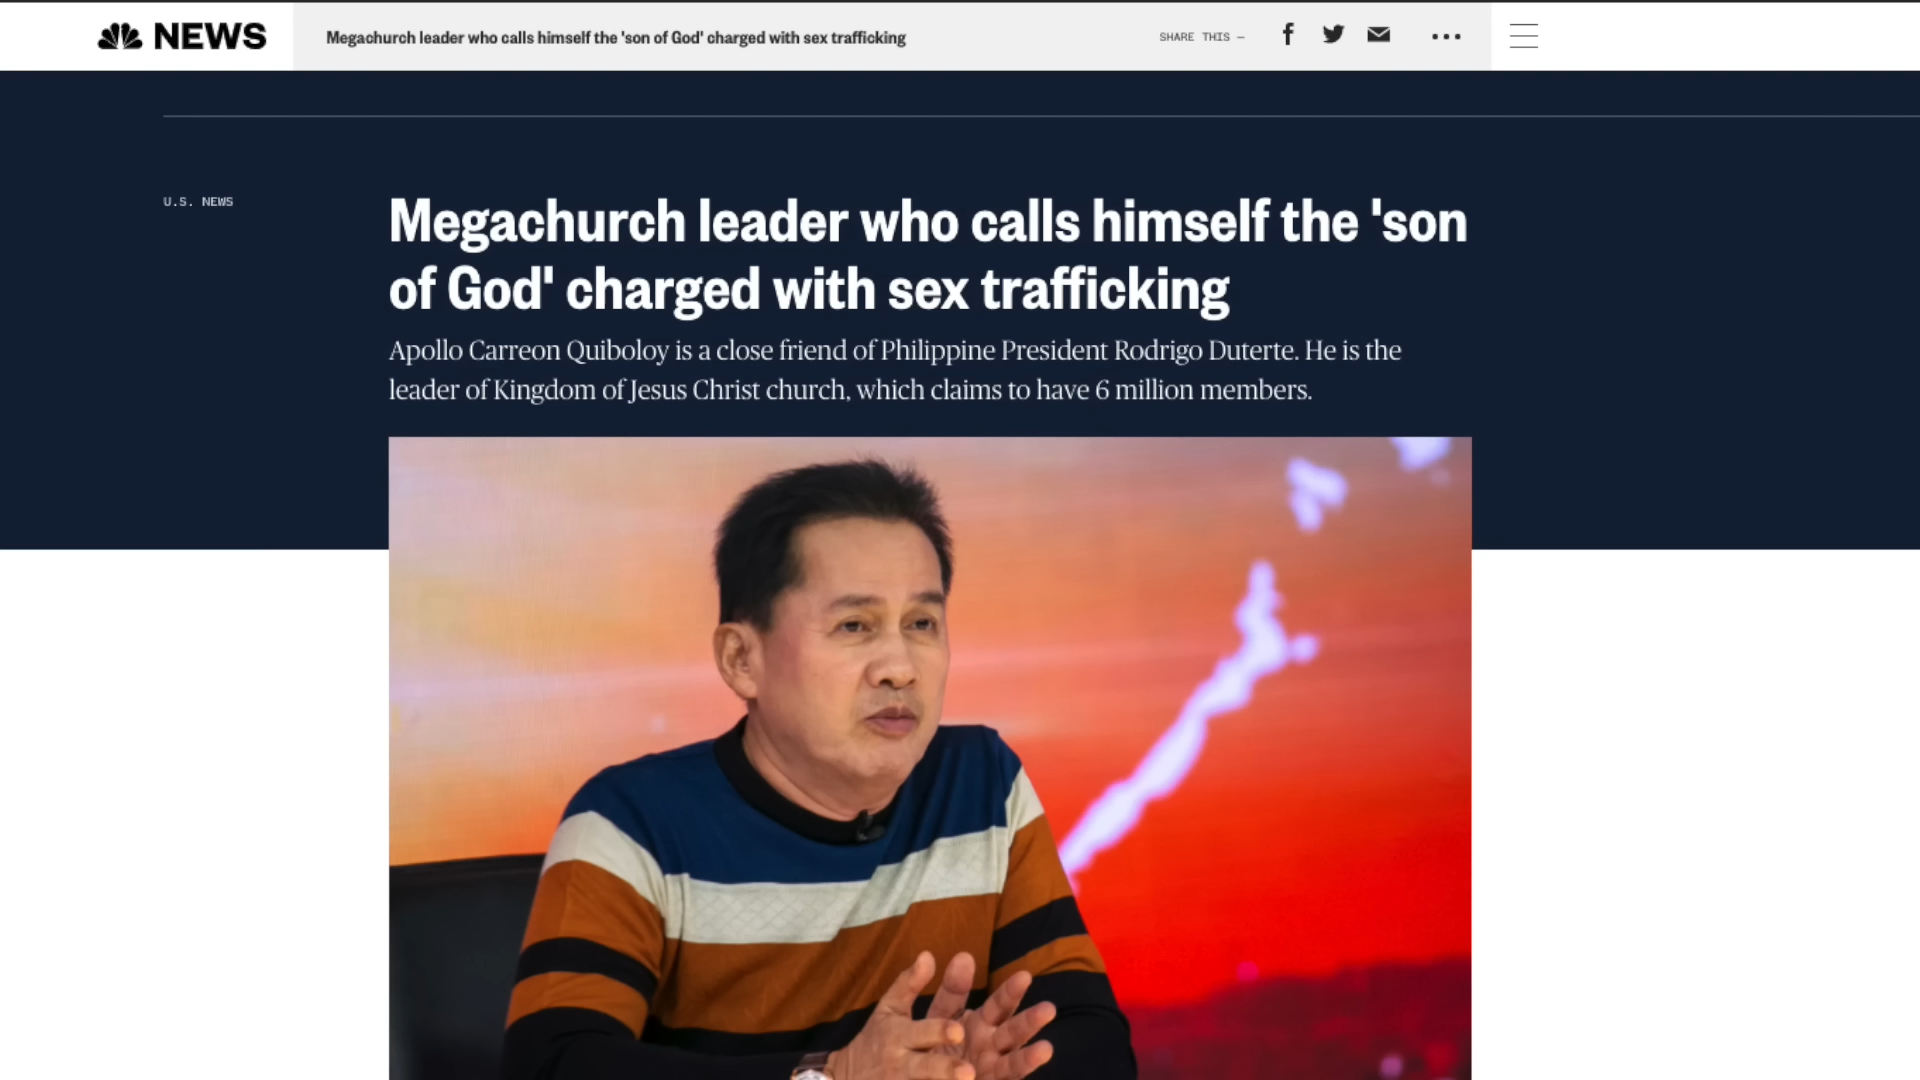 NEWS
Megachurch leader who calls himself the 'son of God' charged with sex trafficking
SHARE THIS —
U.S. NEWS
Megachurch leader who calls himself the 'son
of God' charged with sex trafficking
Apollo Carreon Quiboloy is a close friend of Philippine President Rodrigo Duterte. He is the
leader of Kingdom of Jesus Christ church, which claims to have 6 million members.